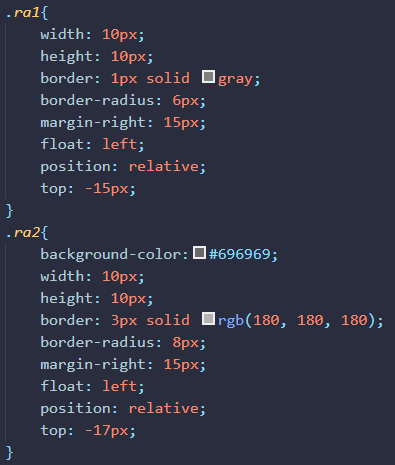 .ra1{
    width: 10px;
    height: 10px;
    border: 1px solid gray;
    border-radius: 6px;
    margin-right: 15px;
    float: left;
    position: relative;
    top: -15px;
}
.ra2{
    background-color: #696969;
    width: 10px;
    height: 10px;
    border: 3px solid rgb(180, 180, 180);
    border-radius: 8px;
    margin-right: 15px;
    float: left;
    position: relative;
    top: -17px;
}